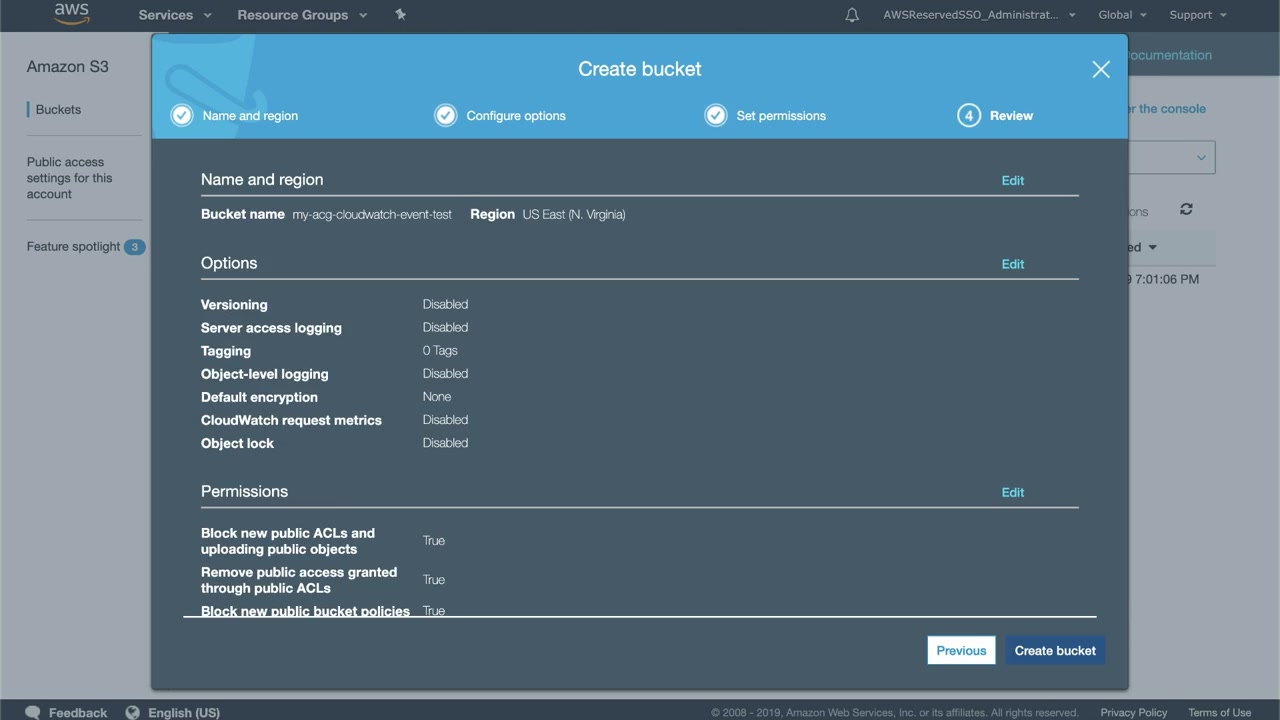 aws
Services
Resource Groups
AWSReservedSSO_Administrat...
Global
Support
Amazon S3
Buckets
Public access
settings for this
account
Feature spotlight 3
Documentation
Create bucket
Name and region
Configure options
Set permissions
4 Review
er the console
Name and region
Edit
Bucket name my-acg-cloudwatch-event-test Region US East (N. Virginia)
ons
ed
9 7:01:06 PM
Options
Edit
Versioning Disabled
Server access logging Disabled
Tagging 0 Tags
Object-level logging Disabled
Default encryption None
CloudWatch request metrics Disabled
Object lock Disabled
Permissions
Edit
Block new public ACLs and
uploading public objects
True
Remove public access granted
through public ACLs
True
Block new public bucket policies True
Previous
Create bucket
Feedback
English (US)
© 2008 - 2019, Amazon Web Services, Inc. or its affiliates. All rights reserved.
Privacy Policy
Terms of Use